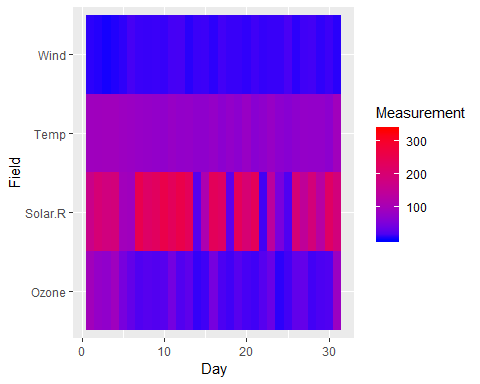 Field
Wind
Temp
Solar.R
Ozone
0
10
20
30
Day
Measurement
300
200
100